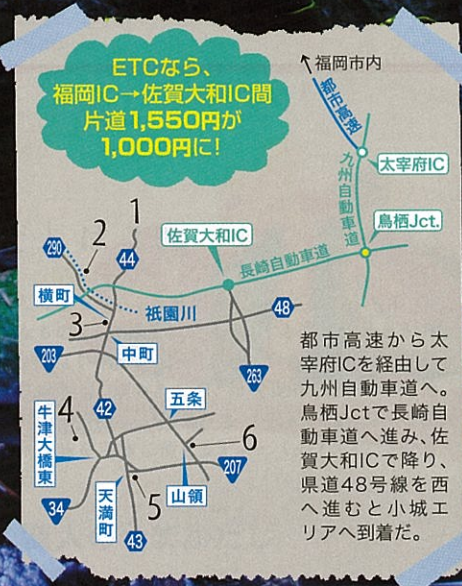 ETCなら、
福岡IC→佐賀大和IC間
片道1,550円が
1,000円に!
↑福岡市内
都市高速
太宰府IC
九州自動車道
鳥栖Jct.
佐賀大和IC
長崎自動車道
1
2
290
44
横町
祇園川
3
48
中町
203
263
42
五条
4
6
牛津大橋東
207
5
山領
34
天満町
43
都市高速から太
宰府ICを経由して
九州自動車道へ。
鳥栖Jctで長崎自
動車道へ進み、佐
賀大和ICで降り、
県道48号線を西
へ進むと小城エ
リアへ到着だ。